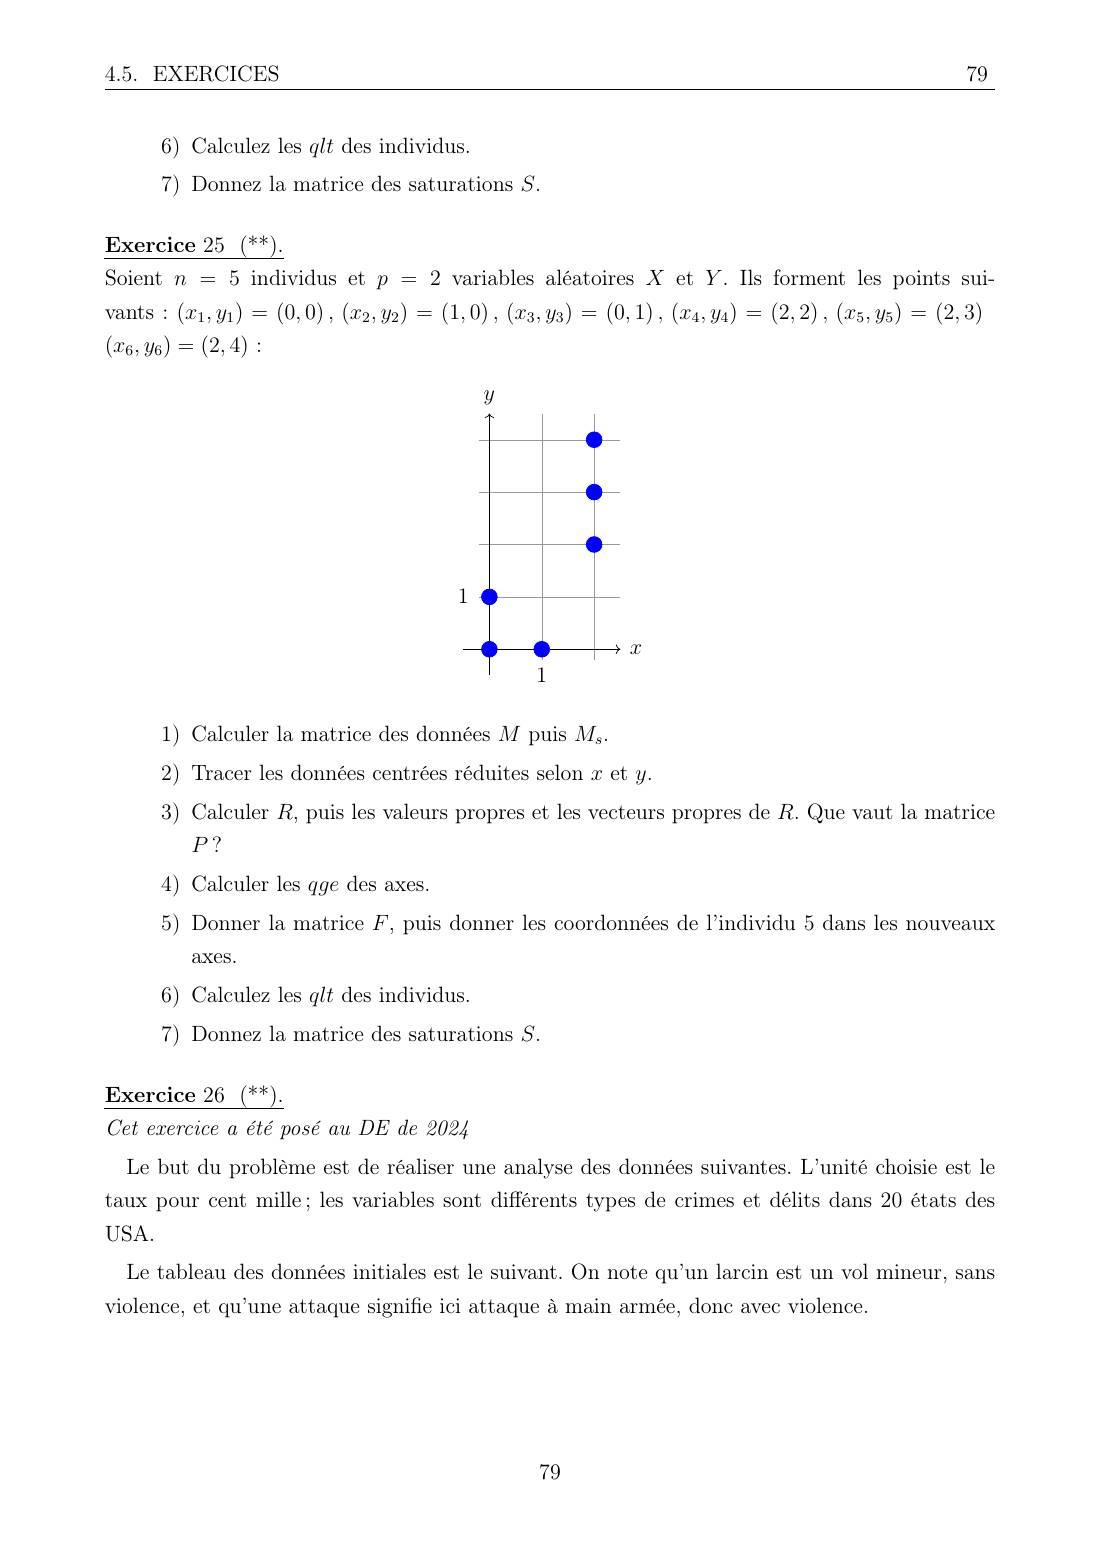 4.5. EXERCICES 79
6) Calculez les qlt des individus.
7) Donnez la matrice des saturations S.
Exercice 25 (**).
Soient n = 5 individus et p = 2 variables aléatoires X et Y. Ils forment les points sui-
vants : (x₁, y₁) = (0, 0) , (x₂, y₂) = (1, 0) , (x₃, y₃) = (0, 1) , (x₄, y₄) = (2, 2) , (x₅, y₅) = (2, 3)
(x₆, y₆) = (2, 4) :
y
1
x
1
1) Calculer la matrice des données M puis Mₛ.
2) Tracer les données centrées réduites selon x et y.
3) Calculer R, puis les valeurs propres et les vecteurs propres de R. Que vaut la matrice
P ?
4) Calculer les qge des axes.
5) Donner la matrice F, puis donner les coordonnées de l'individu 5 dans les nouveaux
axes.
6) Calculez les qlt des individus.
7) Donnez la matrice des saturations S.
Exercice 26 (**).
Cet exercice a été posé au DE de 2024
Le but du problème est de réaliser une analyse des données suivantes. L'unité choisie est le
taux pour cent mille ; les variables sont différents types de crimes et délits dans 20 états des
USA.
Le tableau des données initiales est le suivant. On note qu'un larcin est un vol mineur, sans
violence, et qu'une attaque signifie ici attaque à main armée, donc avec violence.
79